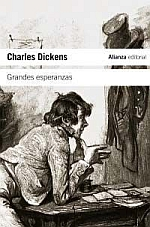 Charles Dickens
Alianza editorial
Grandes esperanzas